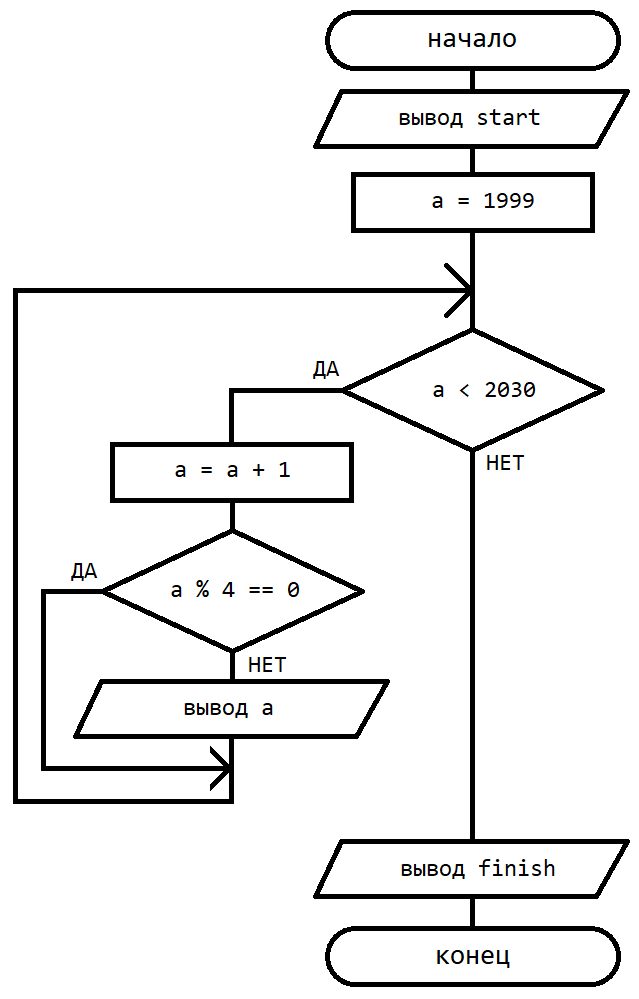 начало
вывод start
a = 1999
a < 2030
ДА
НЕТ
a = a + 1
a % 4 == 0
ДА
НЕТ
вывод a
вывод finish
конец